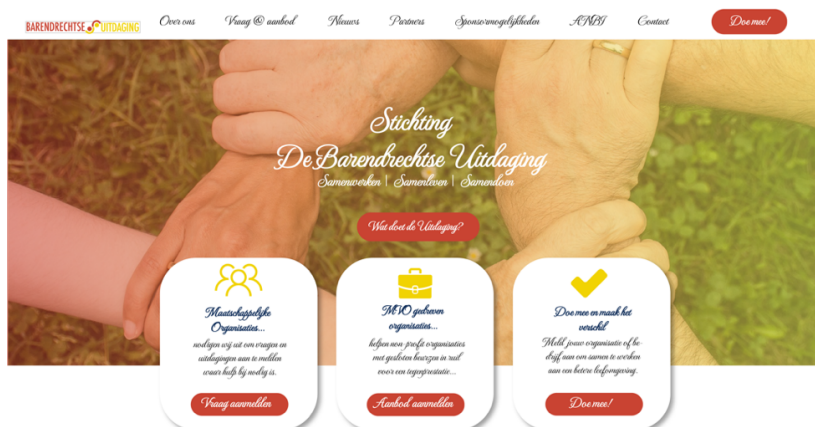 BARENDRECHTSE UITDAGING
Over ons
Vraag & aanbod
Nieuws
Partners
Sponsormogelijkheden
ANBI
Contact
Doe mee!
Stichting
De Barendrechtse Uitdaging
Samenwerken | Samenleven | Samendoen
Wat doet de Uitdaging?
Maatschappelijke
Organisaties...
nodigen wij uit om vragen en
uitdagingen aan te melden
waar hulp bij nodig is.
Vraag aanmelden
MVO gedreven
organisaties...
helpen non-profit organisaties
met gesloten beurzen in ruil
voor een tegenprestatie...
Aanbod aanmelden
Doe mee en maak het
verschil
Meld jouw organisatie of be-
drijf aan om samen te werken
aan een betere leefomgeving.
Doe mee!